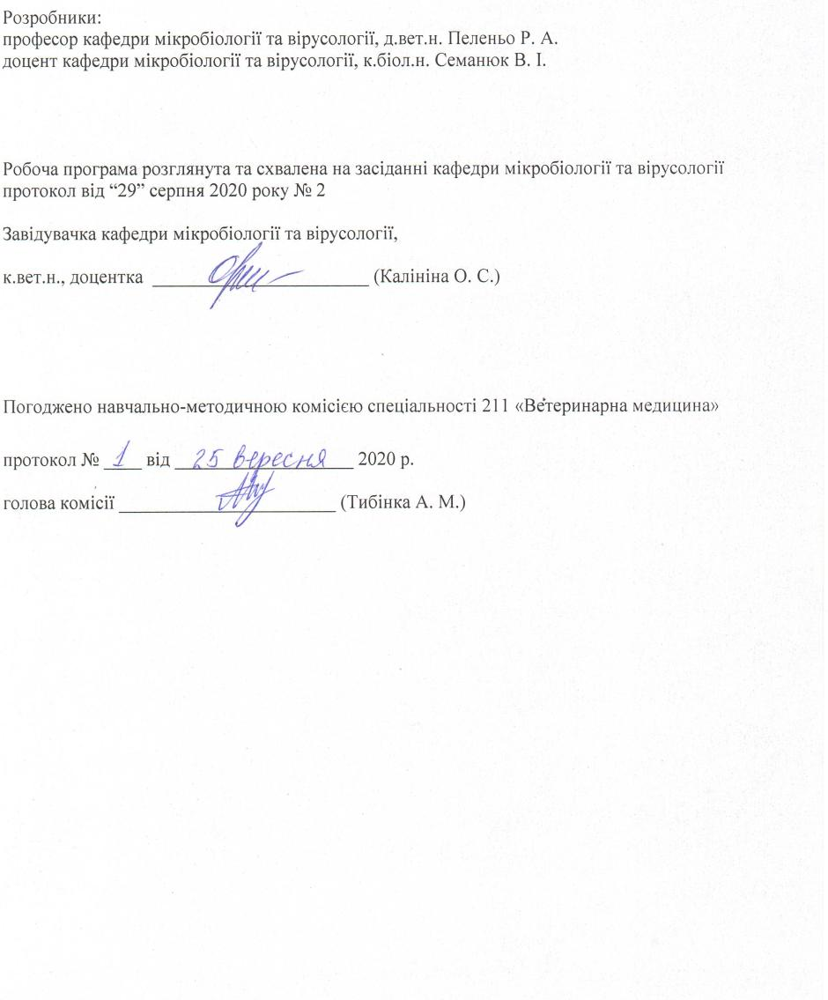 Розробники:
професор кафедри мікробіології та вірусології, д.вет.н. Пеленьо Р. А.
доцент кафедри мікробіології та вірусології, к.біол.н. Семанюк В. І.
Робоча програма розглянута та схвалена на засіданні кафедри мікробіології та вірусології
протокол від “29” серпня 2020 року № 2
Завідувачка кафедри мікробіології та вірусології,
к.вет.н., доцентка ______________________ (Калініна О. С.)
Погоджено навчально-методичною комісією спеціальності 211 «Ветеринарна медицина»
протокол № 1 від 25 вересня 2020 р.
голова комісії ______________________ (Тибінка А. М.)